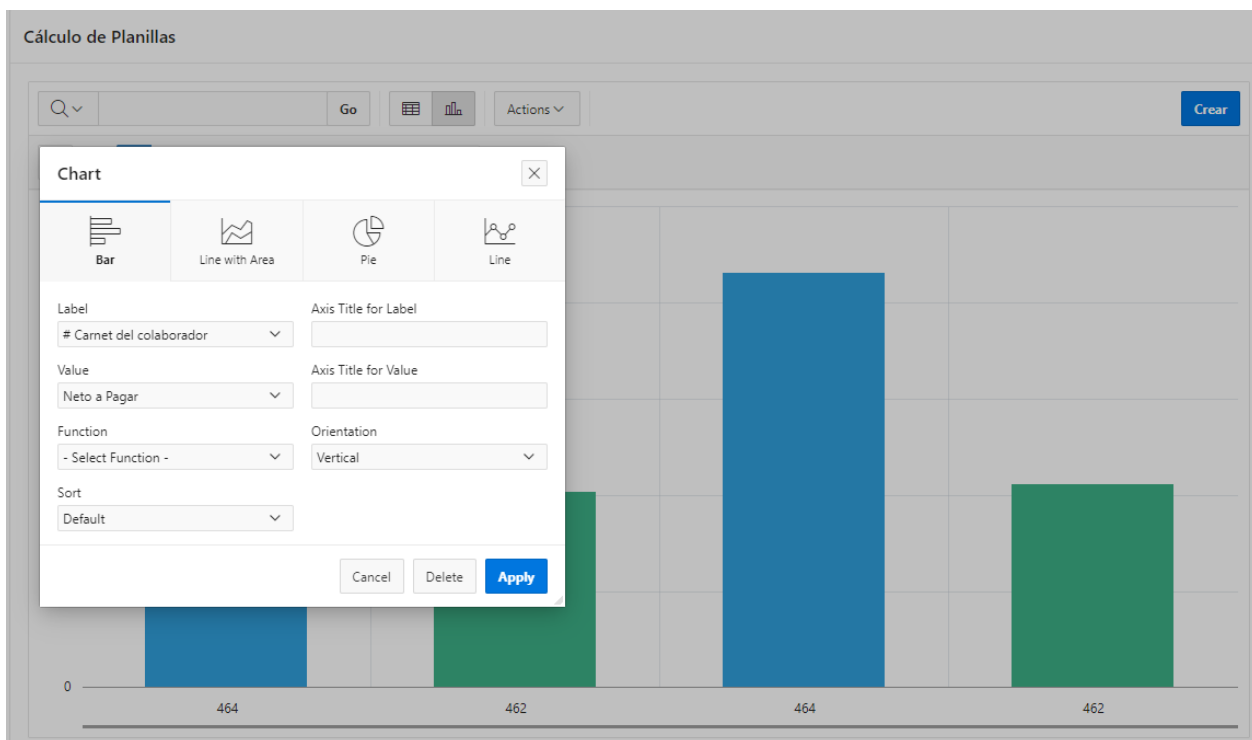 Cálculo de Planillas
Go
Actions
Crear
Chart
Bar
Line with Area
Pie
Line
Label
Axis Title for Label
# Carnet del colaborador
Value
Axis Title for Value
Neto a Pagar
Function
Orientation
- Select Function -
Vertical
Sort
Default
Cancel
Delete
Apply
0
464
462
464
462